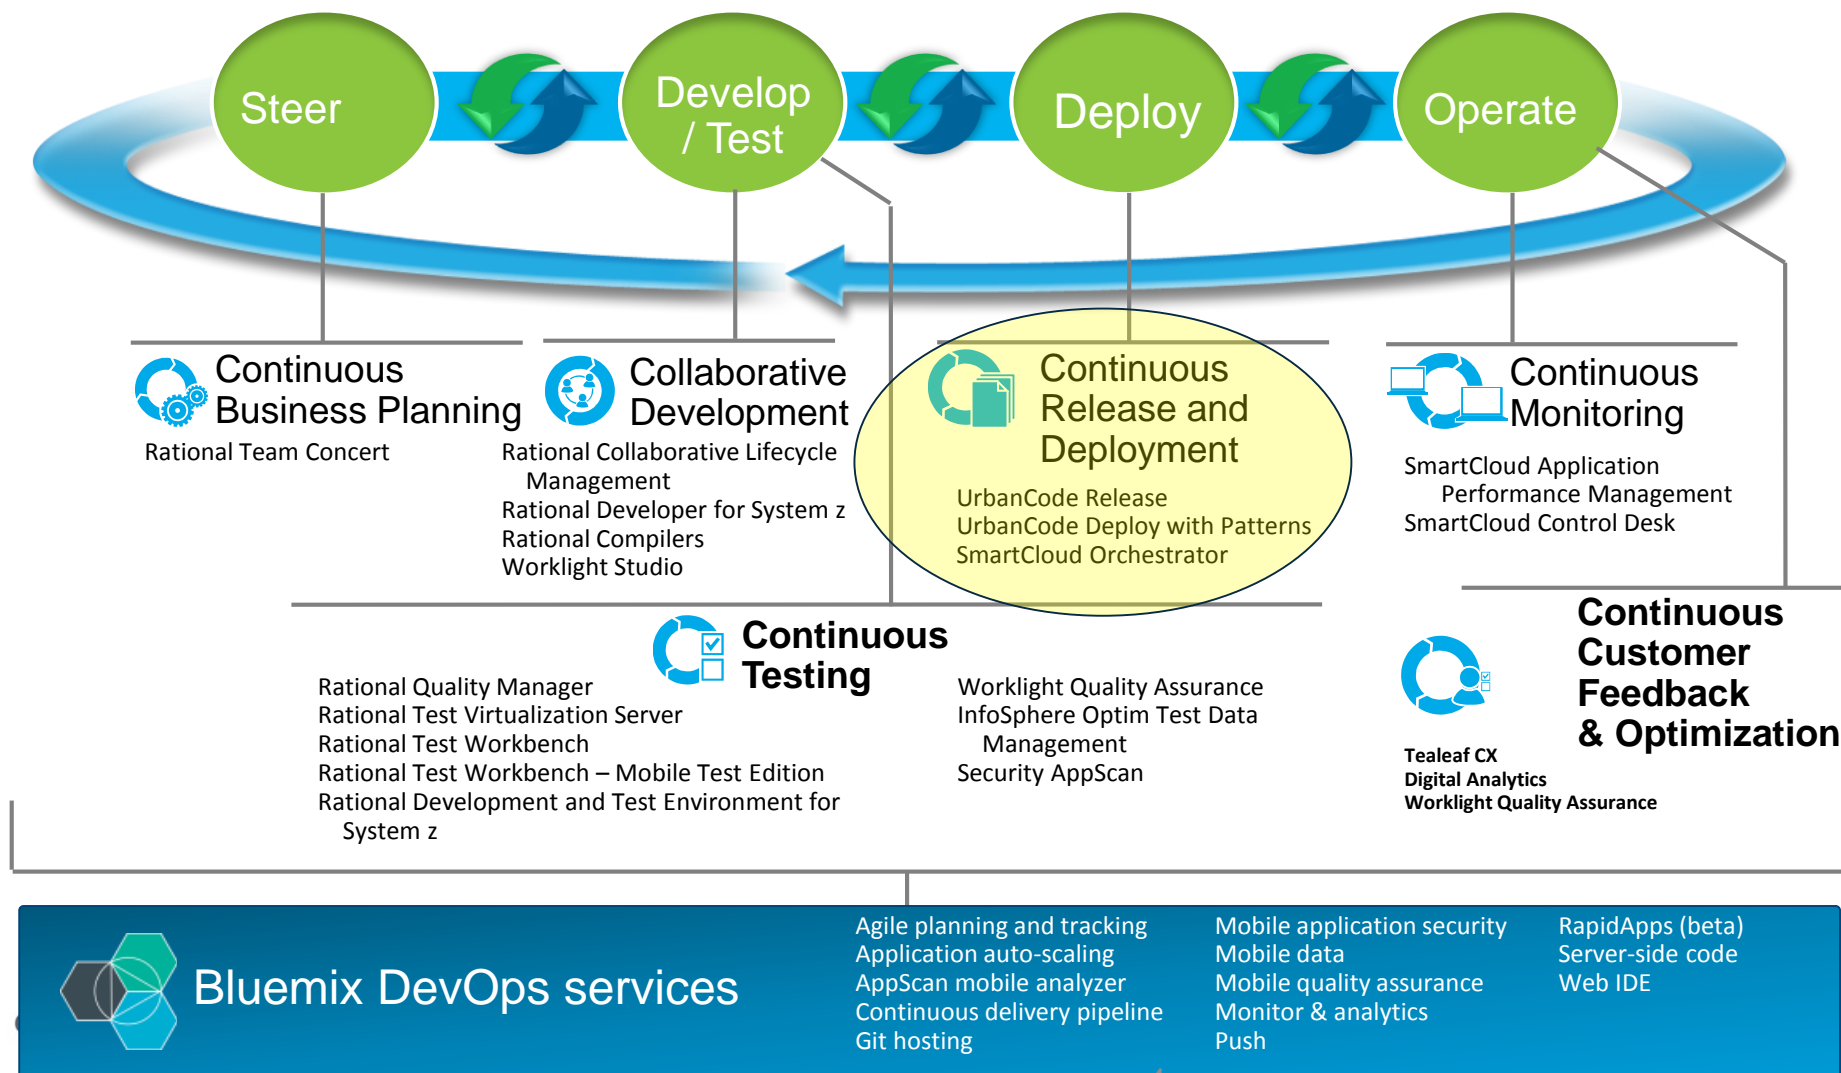 Steer
Develop
/ Test
Deploy
Operate
Continuous
Business Planning
Rational Team Concert
Collaborative
Development
Rational Collaborative Lifecycle
Management
Rational Developer for System z
Rational Compilers
Worklight Studio
Continuous
Release and
Deployment
UrbanCode Release
UrbanCode Deploy with Patterns
SmartCloud Orchestrator
Continuous
Monitoring
SmartCloud Application
Performance Management
SmartCloud Control Desk
Continuous
Testing
Rational Quality Manager
Rational Test Virtualization Server
Rational Test Workbench
Rational Test Workbench – Mobile Test Edition
Rational Development and Test Environment for
System z
Worklight Quality Assurance
InfoSphere Optim Test Data
Management
Security AppScan
Continuous
Customer
Feedback
& Optimization
Tealeaf CX
Digital Analytics
Worklight Quality Assurance
Bluemix DevOps services
Agile planning and tracking
Application auto-scaling
AppScan mobile analyzer
Continuous delivery pipeline
Git hosting
Mobile application security
Mobile data
Mobile quality assurance
Monitor & analytics
Push
RapidApps (beta)
Server-side code
Web IDE